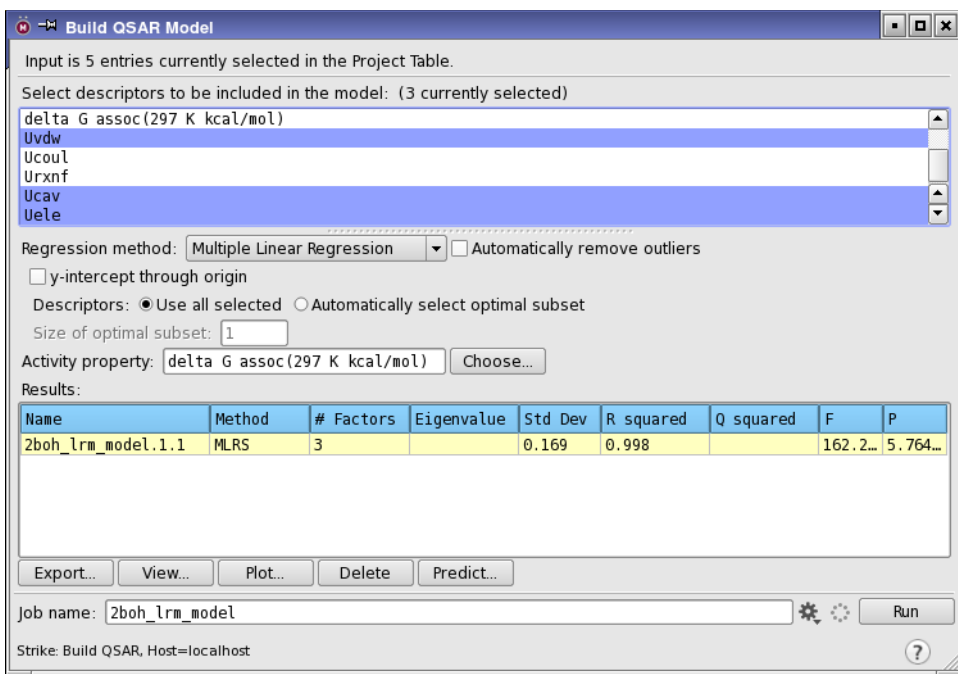 Build QSAR Model
Input is 5 entries currently selected in the Project Table.
Select descriptors to be included in the model: (3 currently selected)
delta G assoc(297 K kcal/mol)
Uvdw
Ucoul
Urxnf
Ucav
Uele
Regression method: Multiple Linear Regression Automatically remove outliers
y-intercept through origin
Descriptors: Use all selected Automatically select optimal subset
Size of optimal subset: 1
Activity property: delta G assoc(297 K kcal/mol) Choose...
Results:
Name Method # Factors Eigenvalue Std Dev R squared Q squared F P
2boh_lrm_model.1.1 MLRS 3 0.169 0.998 162.2... 5.764...
Export... View... Plot... Delete Predict...
Job name: 2boh_lrm_model Run
Strike: Build QSAR, Host=localhost ?